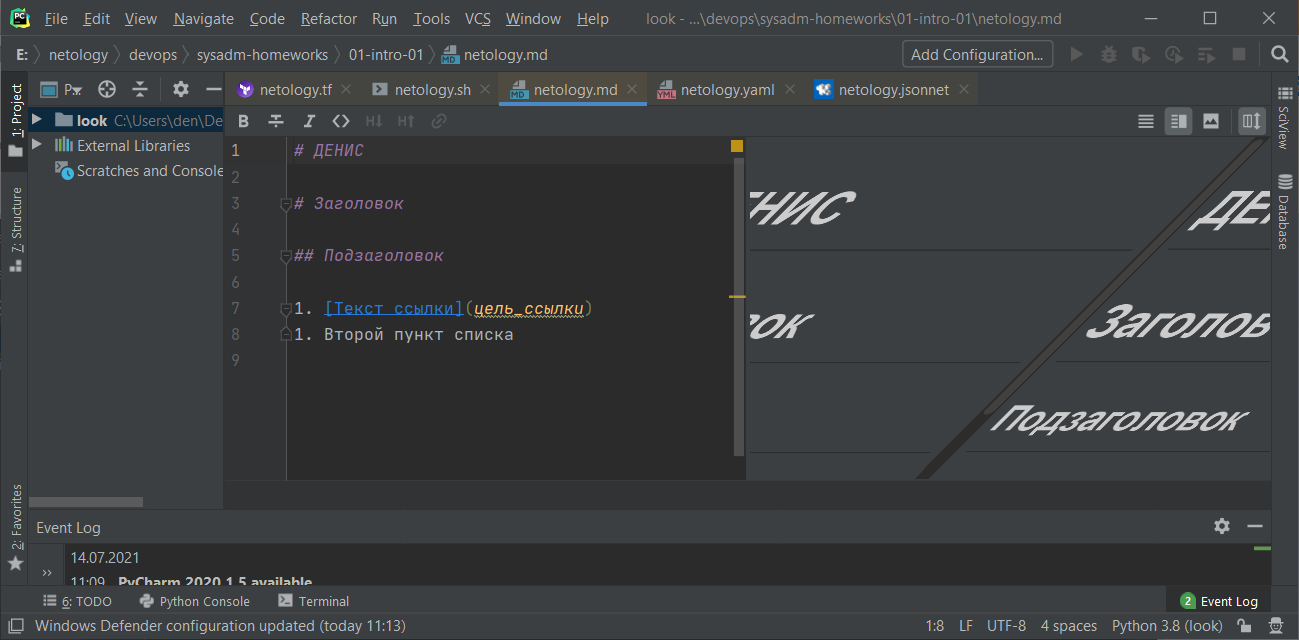 PC File Edit View Navigate Code Refactor Run Tools VCS Window Help look - ...\devops\sysadm-homeworks\01-intro-01\netology.md
E: netology devops sysadm-homeworks 01-intro-01 MD netology.md Add Configuration...
1: Project
P
netology.tf netology.sh MD netology.md YML netology.yaml netology.jsonnet
look C:\Users\den\De
External Libraries
Scratches and Console
B I <> H↓ H↑
1 # ДЕНИС
2
3 # Заголовок
4
5 ## Подзаголовок
6
7 1. [Текст ссылки](цель_ссылки)
8 1. Второй пункт списка
9
ЕНИС ДЕН
ок Заголов
Подзаголовок
SciView
Database
7: Structure
2: Favorites
Event Log
14.07.2021
11:09 PyCharm 2020.1.5 available
6: TODO Python Console Terminal 2 Event Log
Windows Defender configuration updated (today 11:13) 1:8 LF UTF-8 4 spaces Python 3.8 (look)